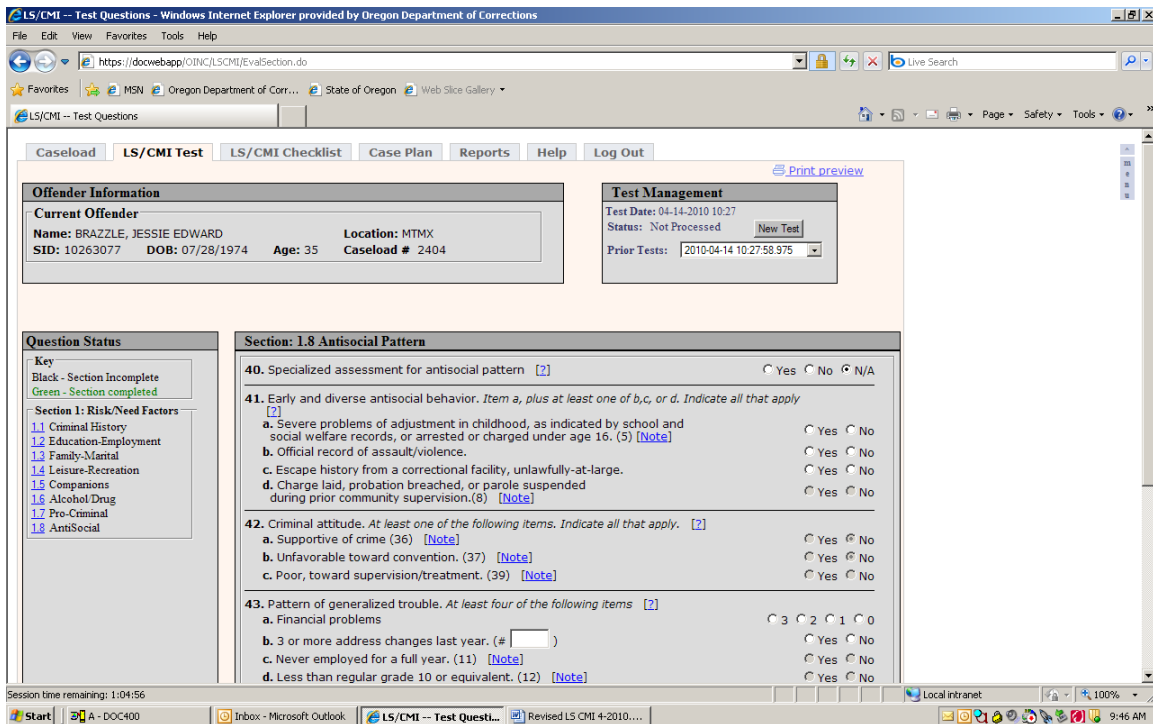 LS/CMI -- Test Questions - Windows Internet Explorer provided by Oregon Department of Corrections
File Edit View Favorites Tools Help
https://docwebapp/OINC/LSCMI/EvalSection.do Live Search
Favorites MSN Oregon Department of Corr... State of Oregon Web Slice Gallery
LS/CMI -- Test Questions Page Safety Tools
Caseload LS/CMI Test LS/CMI Checklist Case Plan Reports Help Log Out
Print preview
menu
Offender Information
Current Offender
Name: BRAZZLE, JESSIE EDWARD Location: MTMX
SID: 10263077 DOB: 07/28/1974 Age: 35 Caseload # 2404
Test Management
Test Date: 04-14-2010 10:27
Status: Not Processed New Test
Prior Tests: 2010-04-14 10:27:58.975
Question Status
Key
Black - Section Incomplete
Green - Section completed
Section 1: Risk/Need Factors
1.1 Criminal History
1.2 Education-Employment
1.3 Family-Marital
1.4 Leisure-Recreation
1.5 Companions
1.6 Alcohol/Drug
1.7 Pro-Criminal
1.8 AntiSocial
Section: 1.8 Antisocial Pattern
40. Specialized assessment for antisocial pattern [?] Yes No N/A
41. Early and diverse antisocial behavior. Item a, plus at least one of b,c, or d. Indicate all that apply
[?]
a. Severe problems of adjustment in childhood, as indicated by school and
social welfare records, or arrested or charged under age 16. (5) [Note] Yes No
b. Official record of assault/violence. Yes No
c. Escape history from a correctional facility, unlawfully-at-large. Yes No
d. Charge laid, probation breached, or parole suspended
during prior community supervision.(8) [Note] Yes No
42. Criminal attitude. At least one of the following items. Indicate all that apply. [?]
a. Supportive of crime (36) [Note] Yes No
b. Unfavorable toward convention. (37) [Note] Yes No
c. Poor, toward supervision/treatment. (39) [Note] Yes No
43. Pattern of generalized trouble. At least four of the following items [?]
a. Financial problems 3 2 1 0
b. 3 or more address changes last year. (# ) Yes No
c. Never employed for a full year. (11) [Note] Yes No
d. Less than regular grade 10 or equivalent. (12) [Note] Yes No
Session time remaining: 1:04:56 Local intranet 100%
Start A - DOC400 Inbox - Microsoft Outlook LS/CMI -- Test Questi... Revised LS CMI 4-2010.... 9:46 AM